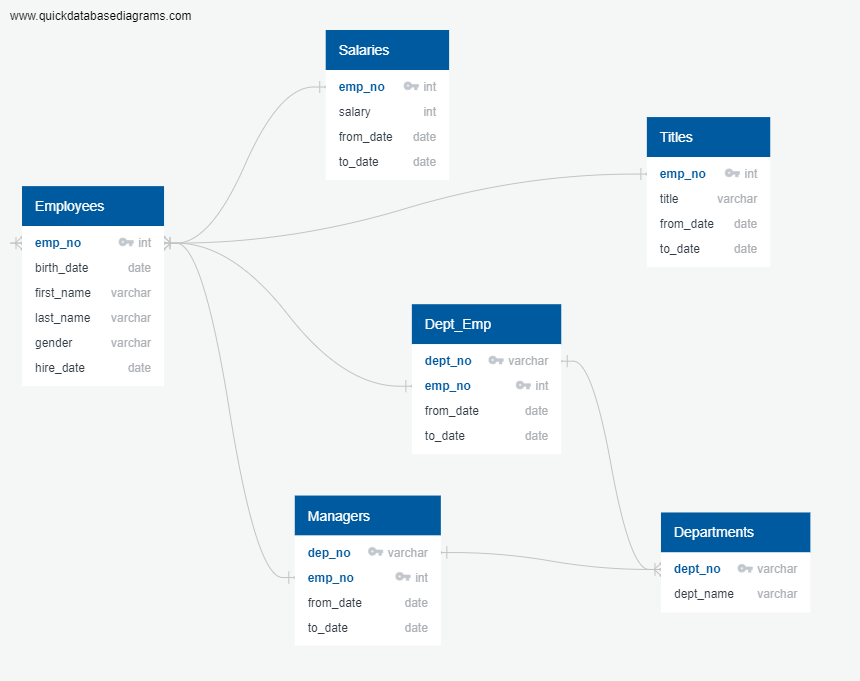 www.quickdatabasediagrams.com
Salaries
emp_no int
salary int
from_date date
to_date date
Titles
emp_no int
title varchar
from_date date
to_date date
Employees
emp_no int
birth_date date
first_name varchar
last_name varchar
gender varchar
hire_date date
Dept_Emp
dept_no varchar
emp_no int
from_date date
to_date date
Managers
dep_no varchar
emp_no int
from_date date
to_date date
Departments
dept_no varchar
dept_name varchar